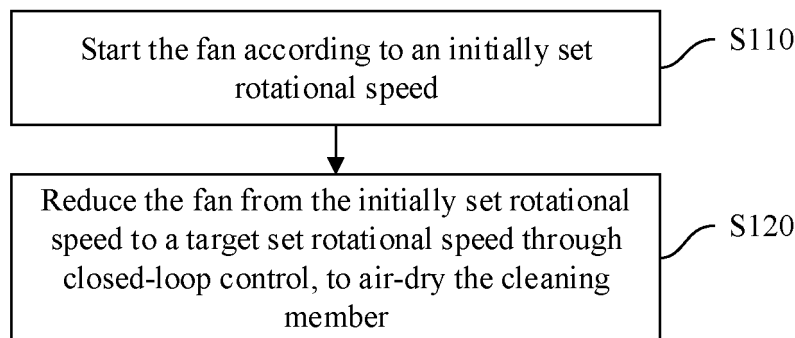 Start the fan according to an initially set
rotational speed
S110
Reduce the fan from the initially set rotational
speed to a target set rotational speed through
closed-loop control, to air-dry the cleaning
member
S120